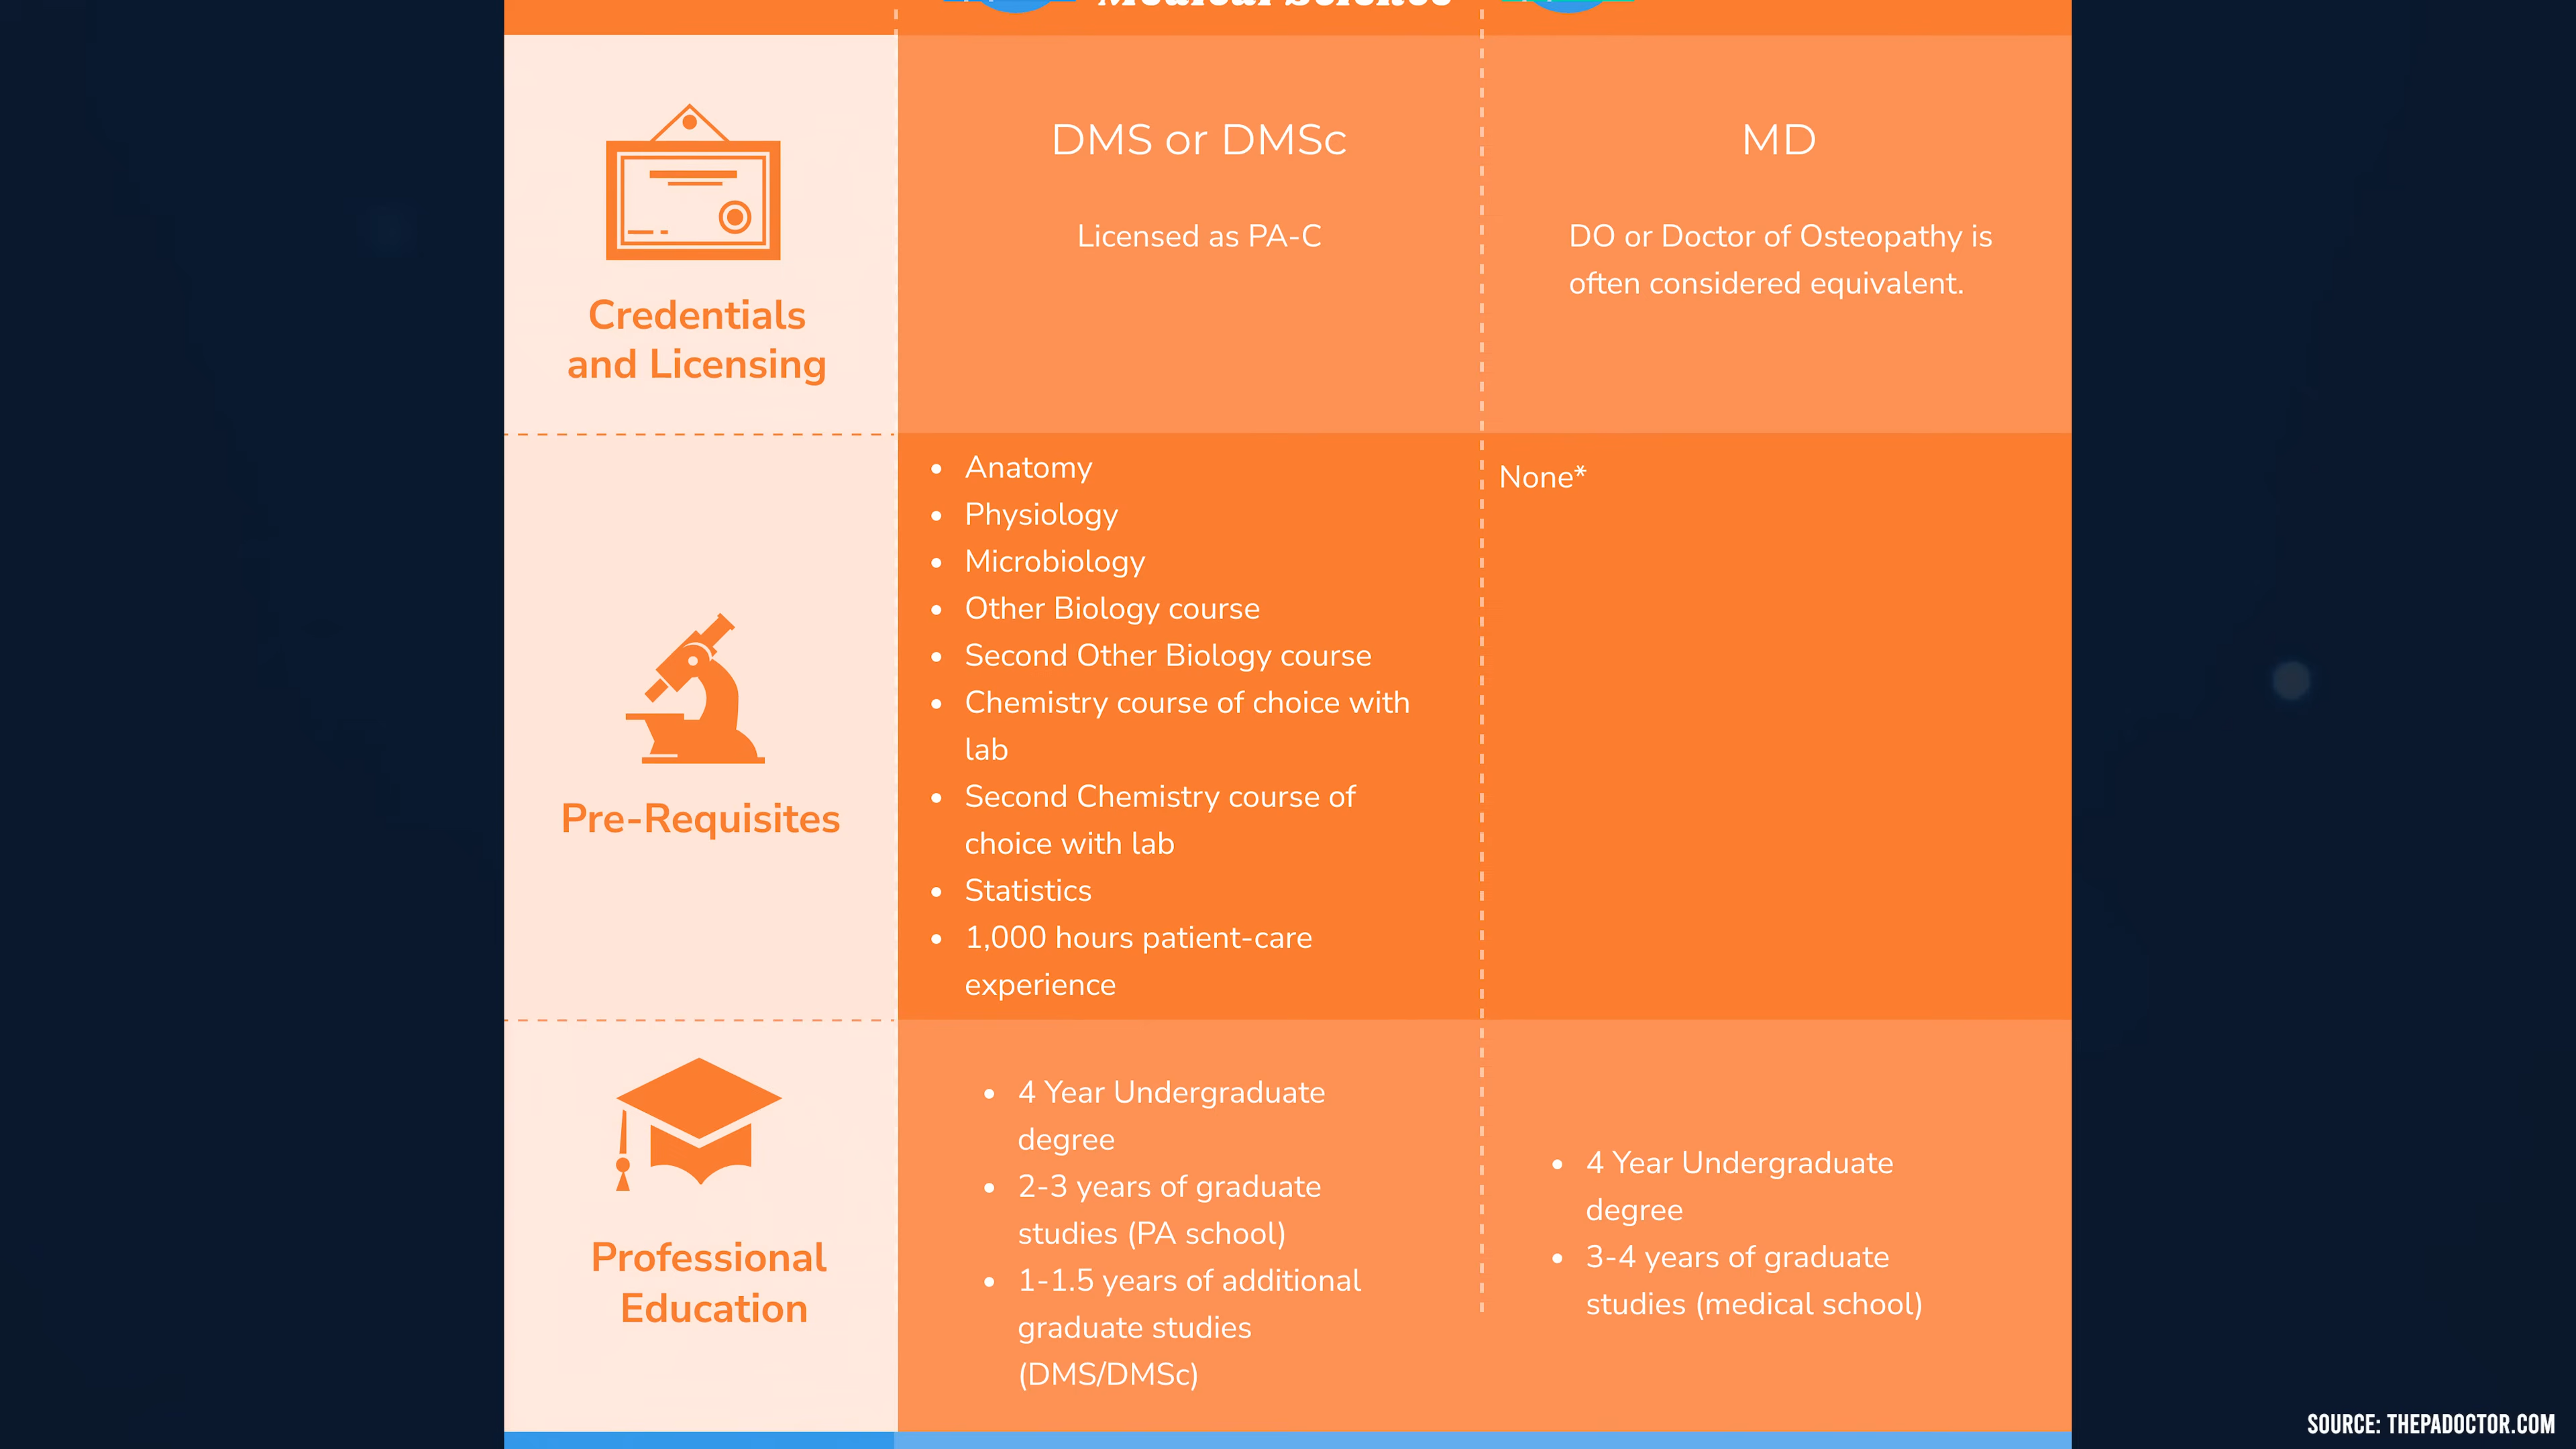 Medical Science
DMS or DMSc
MD
Licensed as PA-C
DO or Doctor of Osteopathy is
often considered equivalent.
Credentials
and Licensing
• Anatomy
• Physiology
• Microbiology
• Other Biology course
• Second Other Biology course
• Chemistry course of choice with
lab
• Second Chemistry course of
choice with lab
• Statistics
• 1,000 hours patient-care
experience
None*
Pre-Requisites
• 4 Year Undergraduate
degree
• 2-3 years of graduate
studies (PA school)
• 1-1.5 years of additional
graduate studies
(DMS/DMSc)
• 4 Year Undergraduate
degree
• 3-4 years of graduate
studies (medical school)
Professional
Education
SOURCE: THEPADOCTOR.COM